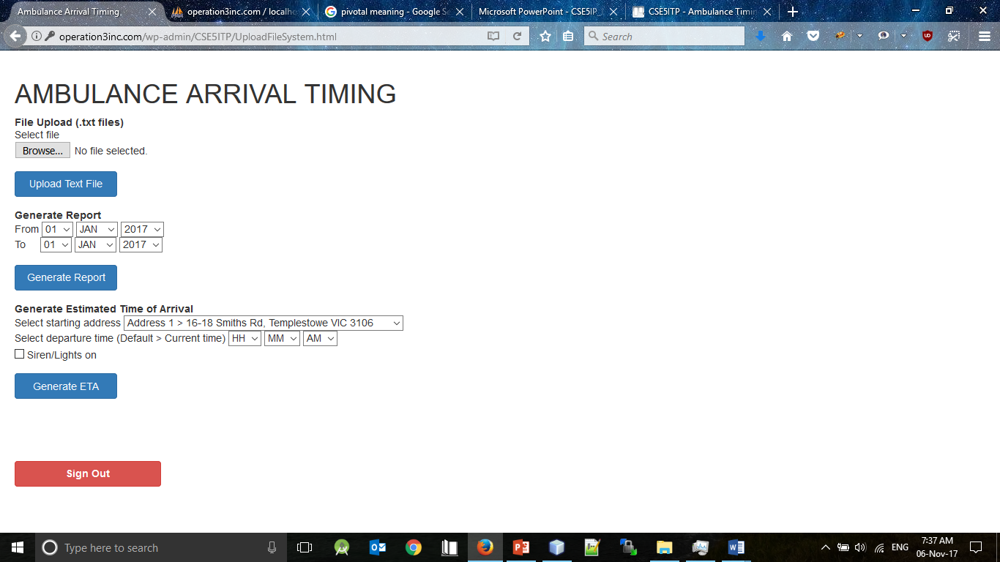 Ambulance Arrival Timing
operation3inc.com / localho
pivotal meaning - Google Se
Microsoft PowerPoint - CSE5IP
CSE5ITP - Ambulance Timin
operation3inc.com/wp-admin/CSE5ITP/UploadFileSystem.html
Search
AMBULANCE ARRIVAL TIMING
File Upload (.txt files)
Select file
Browse... No file selected.
Upload Text File
Generate Report
From 01 JAN 2017
To 01 JAN 2017
Generate Report
Generate Estimated Time of Arrival
Select starting address Address 1 > 16-18 Smiths Rd, Templestowe VIC 3106
Select departure time (Default > Current time) HH MM AM
Siren/Lights on
Generate ETA
Sign Out
Type here to search
ENG
7:37 AM
06-Nov-17